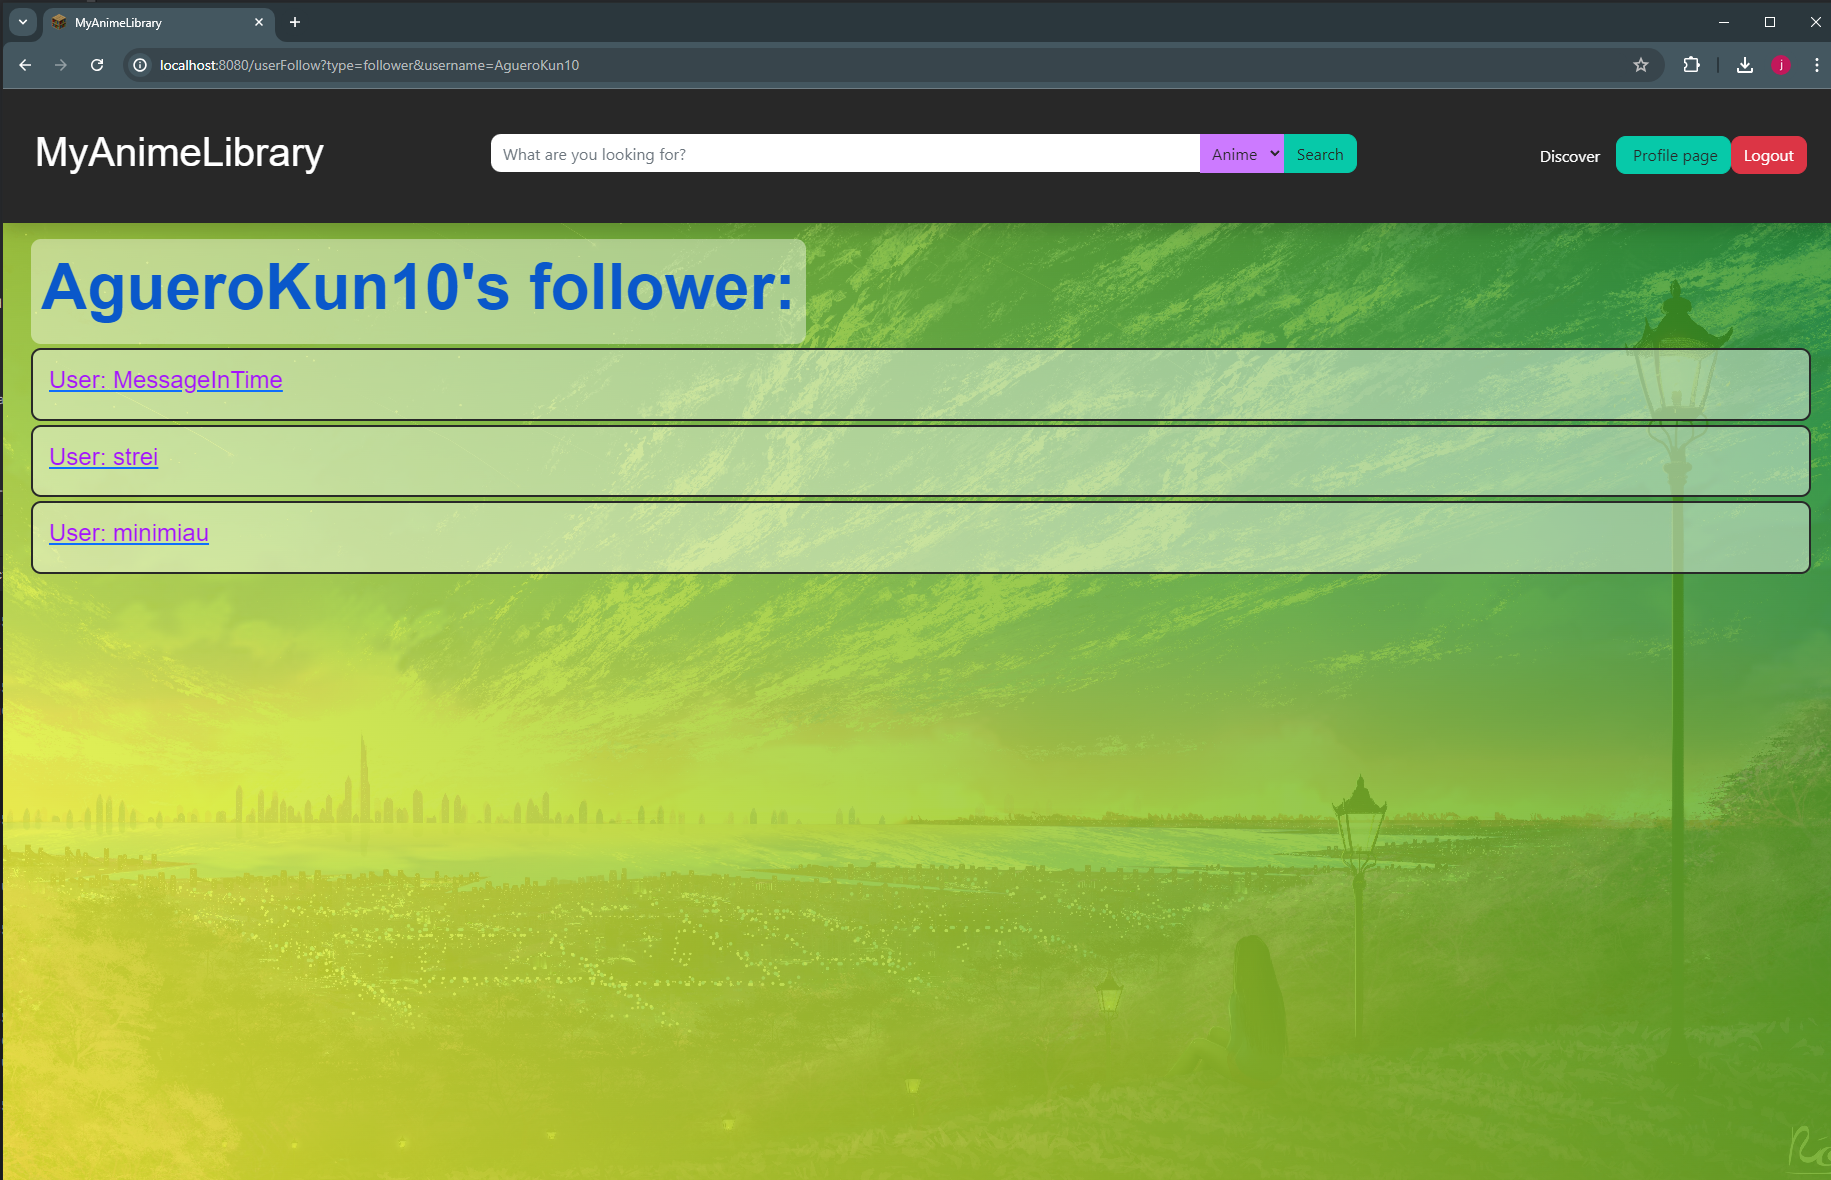 MyAnimeLibrary
localhost:8080/userFollow?type=follower&username=AgueroKun10
j
MyAnimeLibrary
What are you looking for?
Anime
Search
Discover
Profile page
Logout
AgueroKun10's follower:
User: MessageInTime
User: strei
User: minimiau